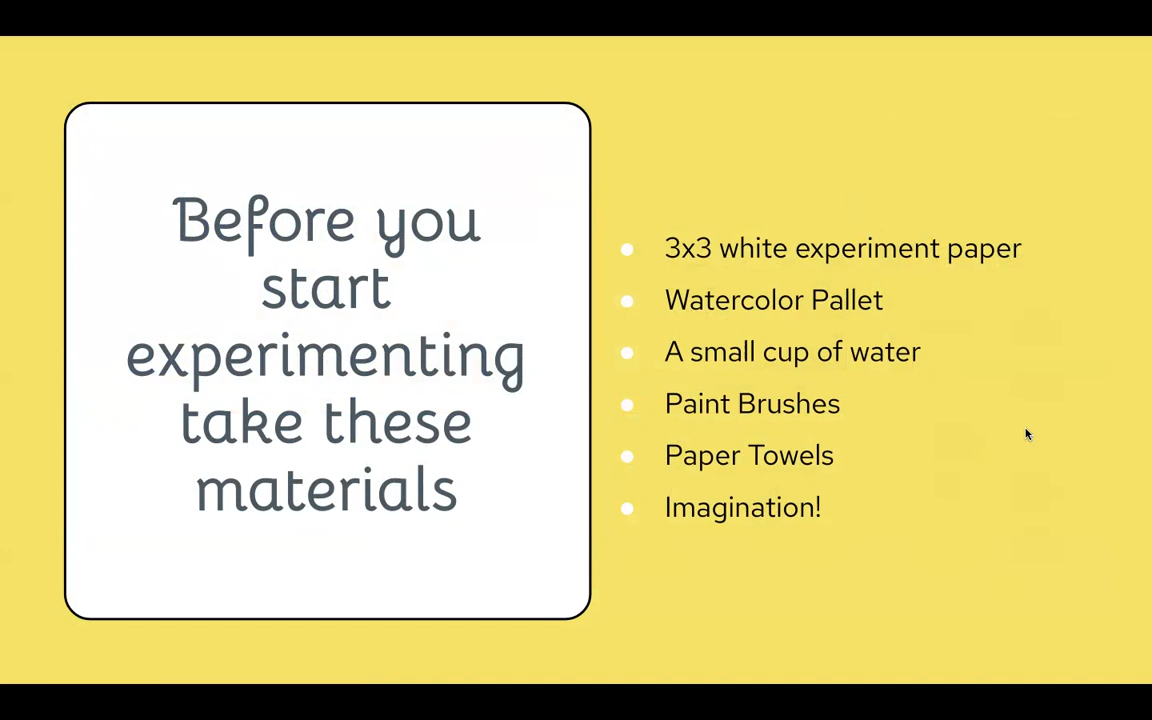 Before you
start
experimenting
take these
materials
3x3 white experiment paper
Watercolor Pallet
A small cup of water
Paint Brushes
Paper Towels
Imagination!